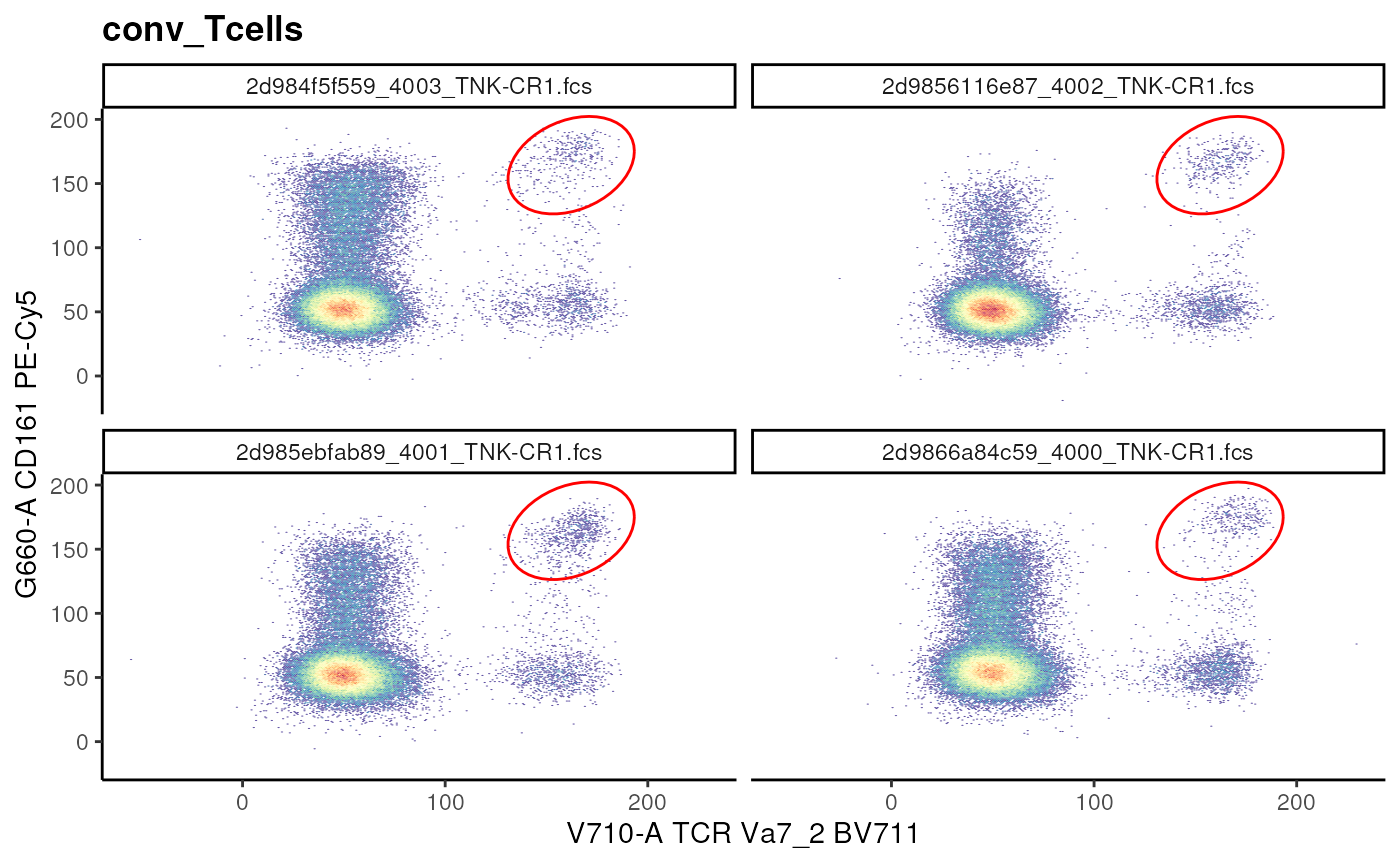 conv_Tcells
2d984f5f559_4003_TNK-CR1.fcs
2d9856116e87_4002_TNK-CR1.fcs
200
150
100
50
0
2d985ebfab89_4001_TNK-CR1.fcs
2d9866a84c59_4000_TNK-CR1.fcs
200
150
100
50
0
0 100 200
0 100 200
V710-A TCR Va7_2 BV711
G660-A CD161 PE-Cy5